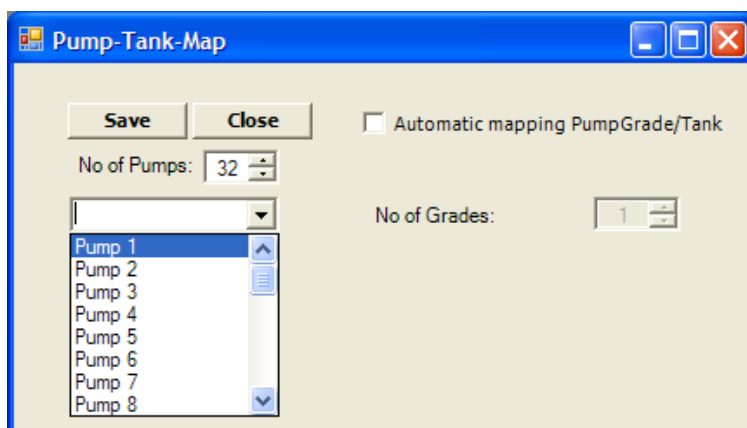 Pump-Tank-Map
Save Close
Automatic mapping PumpGrade/Tank
No of Pumps: 32
No of Grades: 1
Pump 1
Pump 2
Pump 3
Pump 4
Pump 5
Pump 6
Pump 7
Pump 8